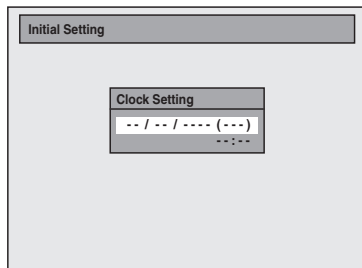 Initial Setting
Clock Setting
-- / -- / ---- (---)
--:--